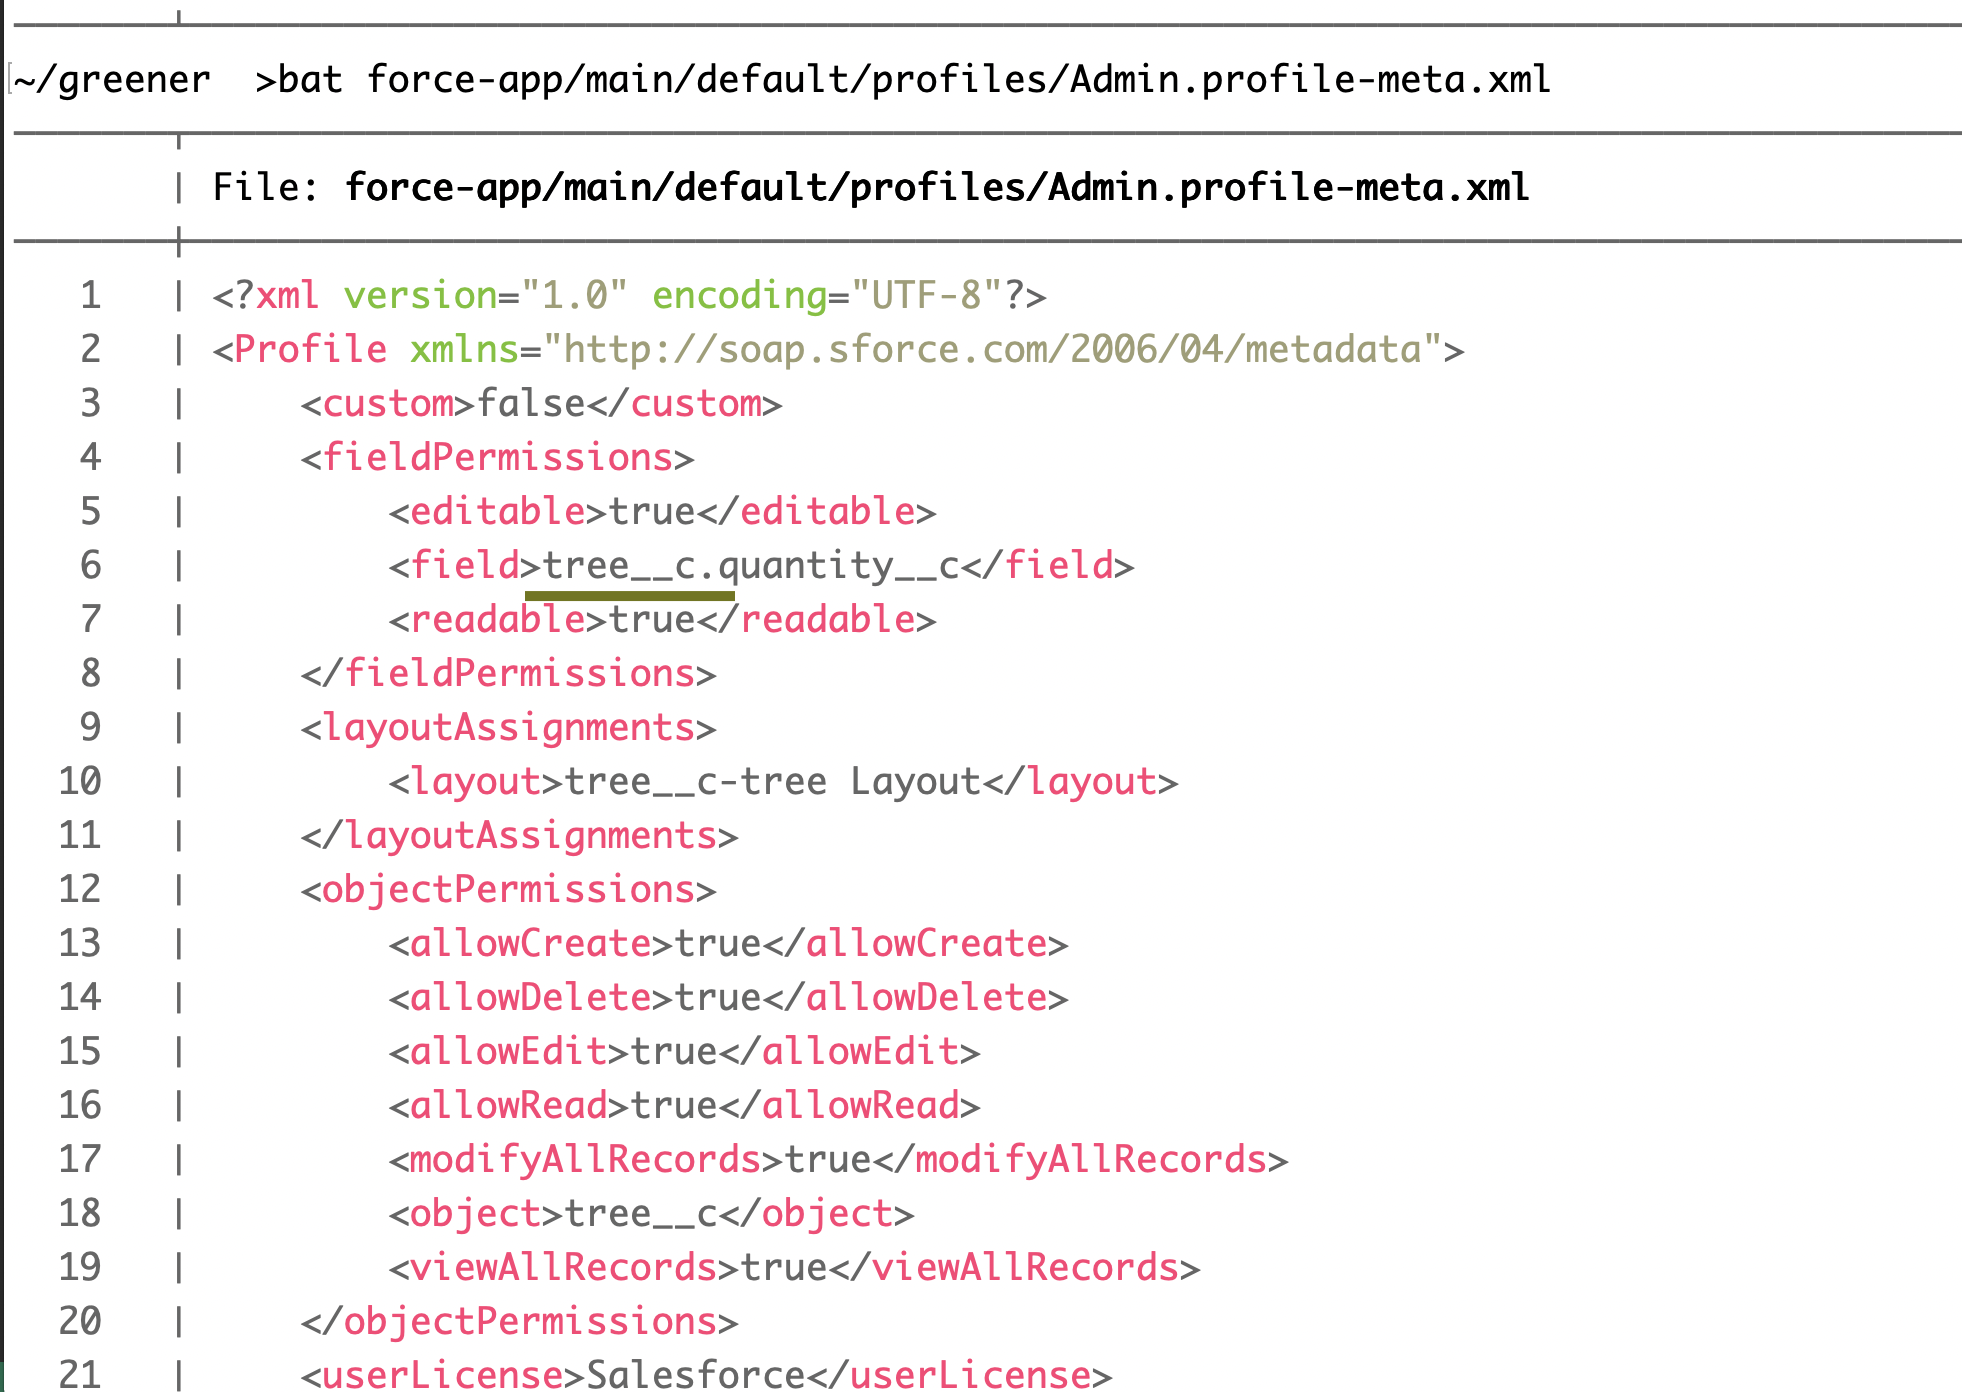 ~/greener  >bat force-app/main/default/profiles/Admin.profile-meta.xml
File: force-app/main/default/profiles/Admin.profile-meta.xml
1 <?xml version="1.0" encoding="UTF-8"?>
2 <Profile xmlns="http://soap.sforce.com/2006/04/metadata">
3     <custom>false</custom>
4     <fieldPermissions>
5         <editable>true</editable>
6         <field>tree__c.quantity__c</field>
7         <readable>true</readable>
8     </fieldPermissions>
9     <layoutAssignments>
10         <layout>tree__c-tree Layout</layout>
11     </layoutAssignments>
12     <objectPermissions>
13         <allowCreate>true</allowCreate>
14         <allowDelete>true</allowDelete>
15         <allowEdit>true</allowEdit>
16         <allowRead>true</allowRead>
17         <modifyAllRecords>true</modifyAllRecords>
18         <object>tree__c</object>
19         <viewAllRecords>true</viewAllRecords>
20     </objectPermissions>
21     <userLicense>Salesforce</userLicense>